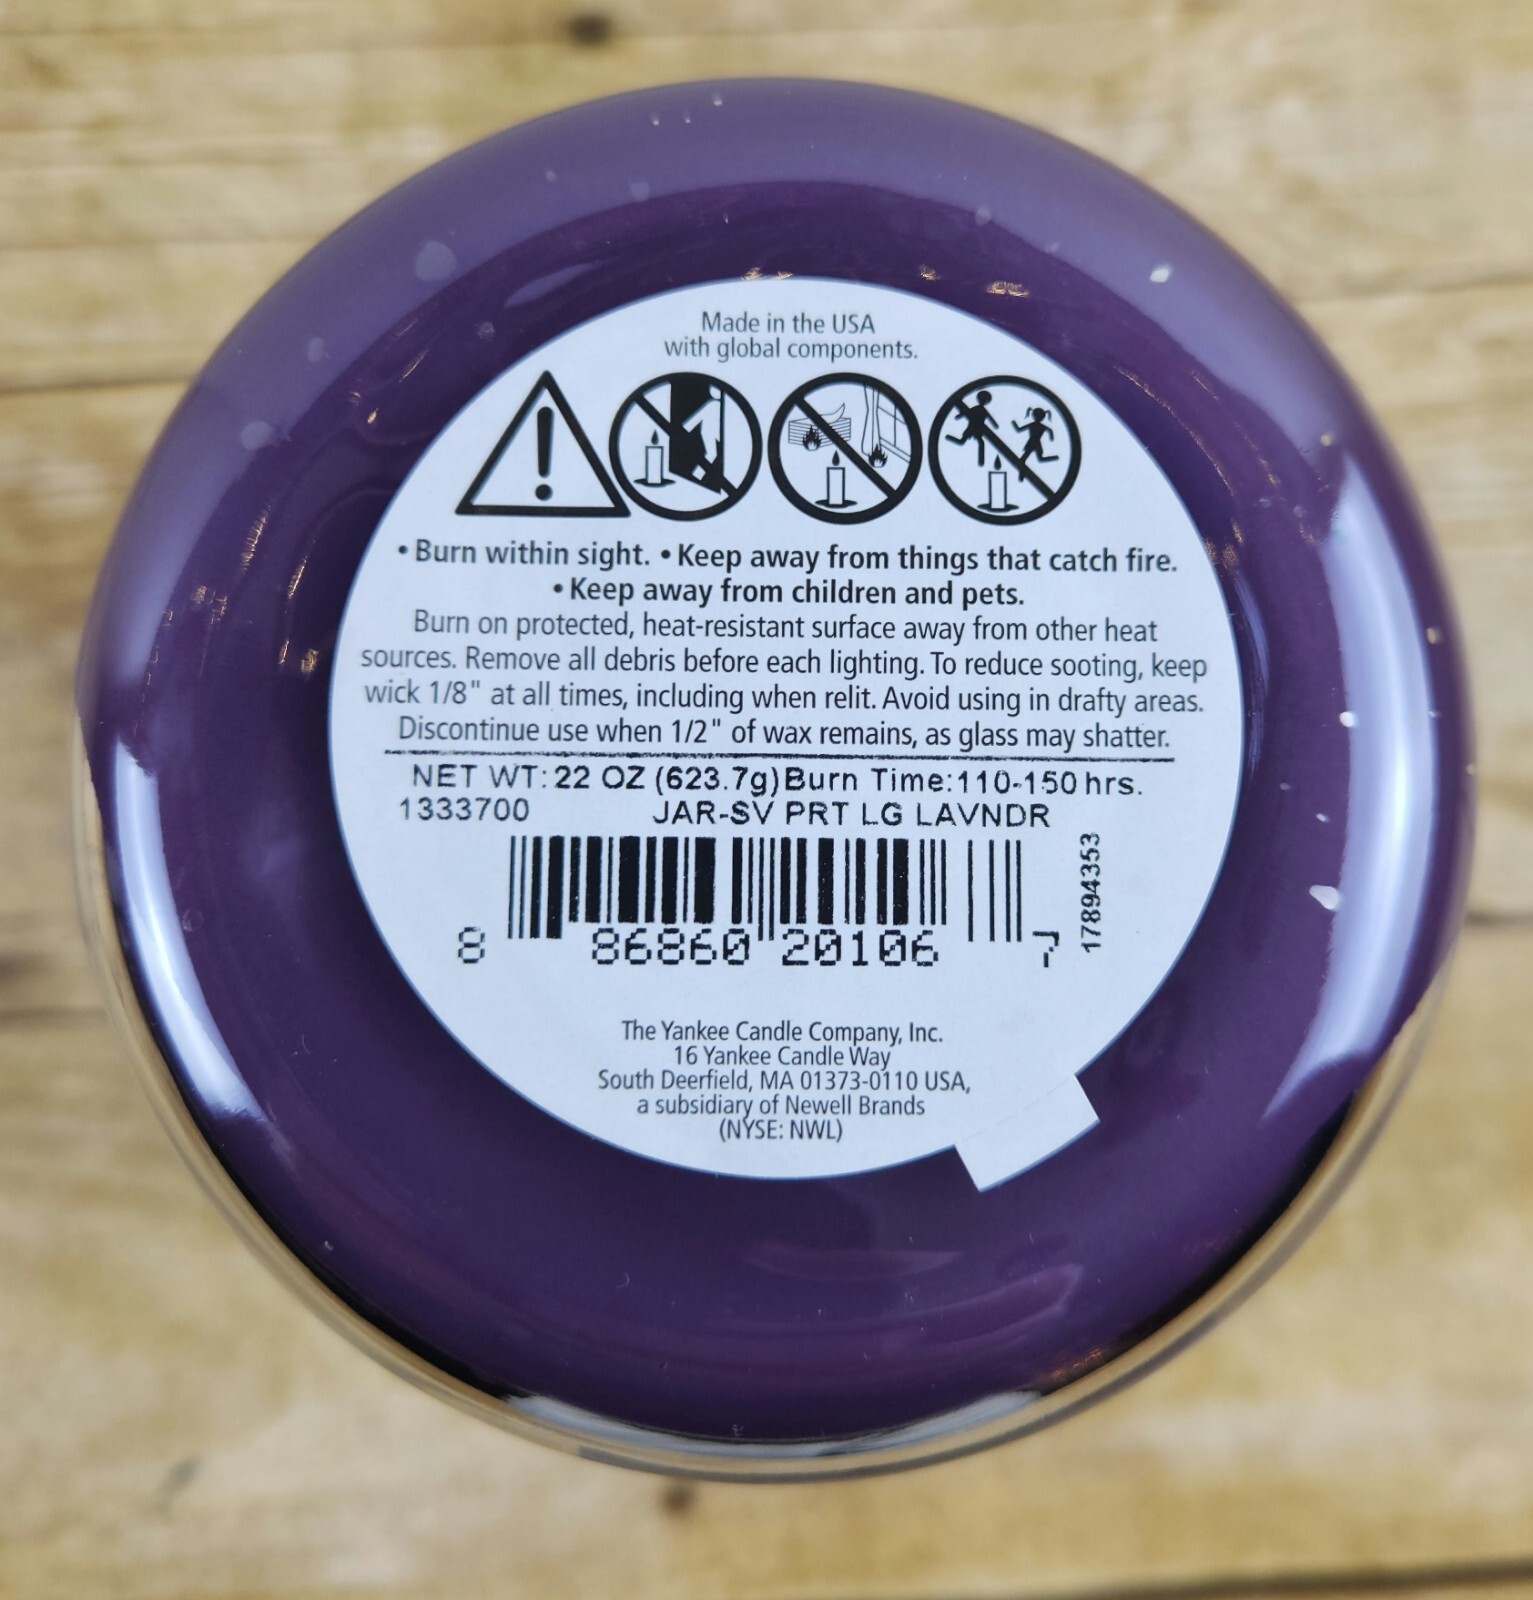 Made in the USA
with global components.
• Burn within sight. • Keep away from things that catch fire.
• Keep away from children and pets.
Burn on protected, heat-resistant surface away from other heat
sources. Remove all debris before each lighting. To reduce sooting, keep
wick 1/8" at all times, including when relit. Avoid using in drafty areas.
Discontinue use when 1/2" of wax remains, as glass may shatter.
NET WT: 22 OZ (623.7g) Burn Time:110-150 hrs.
1333700 JAR-SV PRT LG LAVNDR
8 86860 20106 7
17894353
The Yankee Candle Company, Inc.
16 Yankee Candle Way
South Deerfield, MA 01373-0110 USA,
a subsidiary of Newell Brands
(NYSE: NWL)